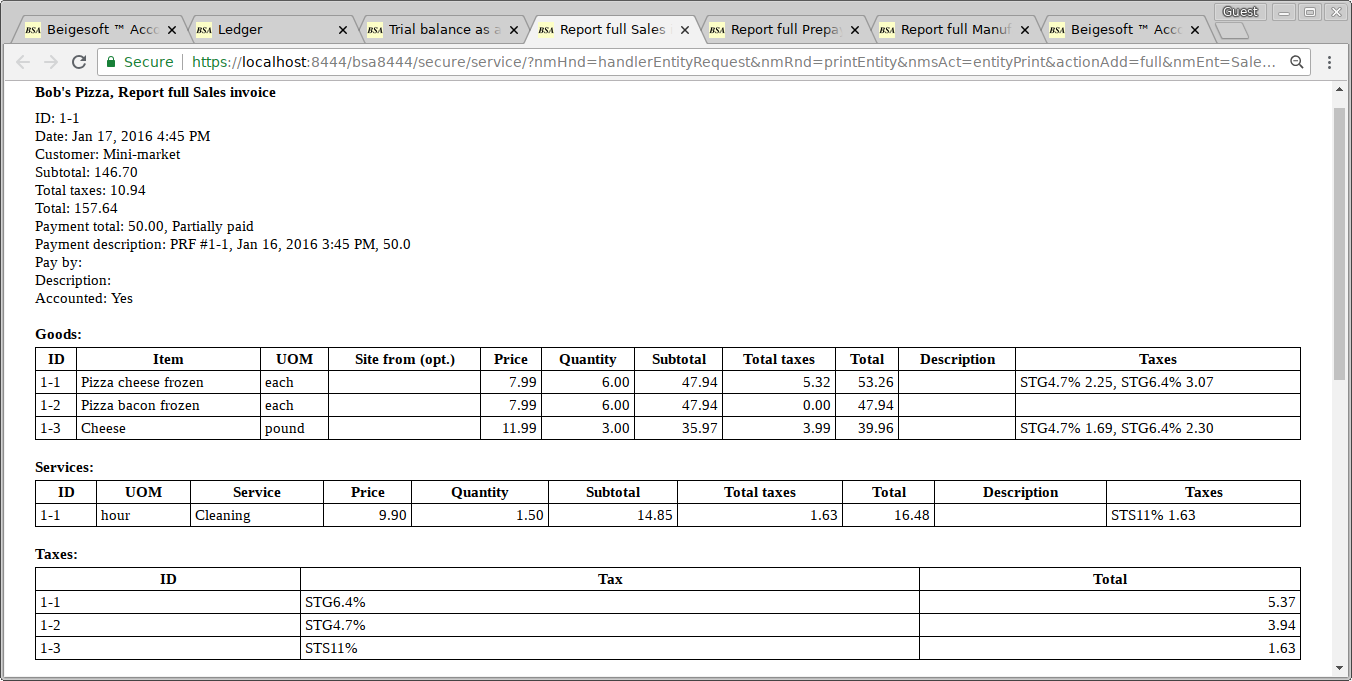 Guest
BSA Beigesoft ™ Acc
BSA Ledger
BSA Trial balance as a
BSA Report full Sales
BSA Report full Prepa
BSA Report full Manuf
BSA Beigesoft ™ Acc
Secure https://localhost:8444/bsa8444/secure/service/?nmHnd=handlerEntityRequest&nmRnd=printEntity&nmsAct=entityPrint&actionAdd=full&nmEnt=Sale...
Bob's Pizza, Report full Sales invoice
ID: 1-1
Date: Jan 17, 2016 4:45 PM
Customer: Mini-market
Subtotal: 146.70
Total taxes: 10.94
Total: 157.64
Payment total: 50.00, Partially paid
Payment description: PRF #1-1, Jan 16, 2016 3:45 PM, 50.0
Pay by:
Description:
Accounted: Yes
Goods:
ID Item UOM Site from (opt.) Price Quantity Subtotal Total taxes Total Description Taxes
1-1 Pizza cheese frozen each 7.99 6.00 47.94 5.32 53.26 STG4.7% 2.25, STG6.4% 3.07
1-2 Pizza bacon frozen each 7.99 6.00 47.94 0.00 47.94
1-3 Cheese pound 11.99 3.00 35.97 3.99 39.96 STG4.7% 1.69, STG6.4% 2.30
Services:
ID UOM Service Price Quantity Subtotal Total taxes Total Description Taxes
1-1 hour Cleaning 9.90 1.50 14.85 1.63 16.48 STS11% 1.63
Taxes:
ID Tax Total
1-1 STG6.4% 5.37
1-2 STG4.7% 3.94
1-3 STS11% 1.63